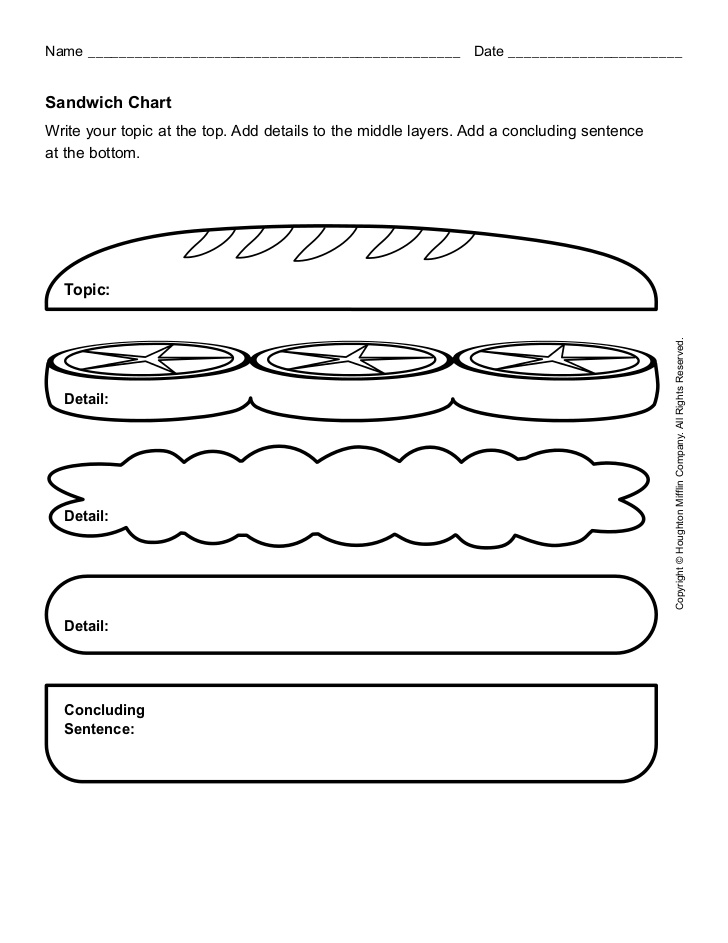 Name ________________________________________________ Date ______________________
Sandwich Chart
Write your topic at the top. Add details to the middle layers. Add a concluding sentence
at the bottom.
Topic:
Detail:
Detail:
Detail:
Concluding
Sentence:
Copyright © Houghton Mifflin Company. All Rights Reserved.